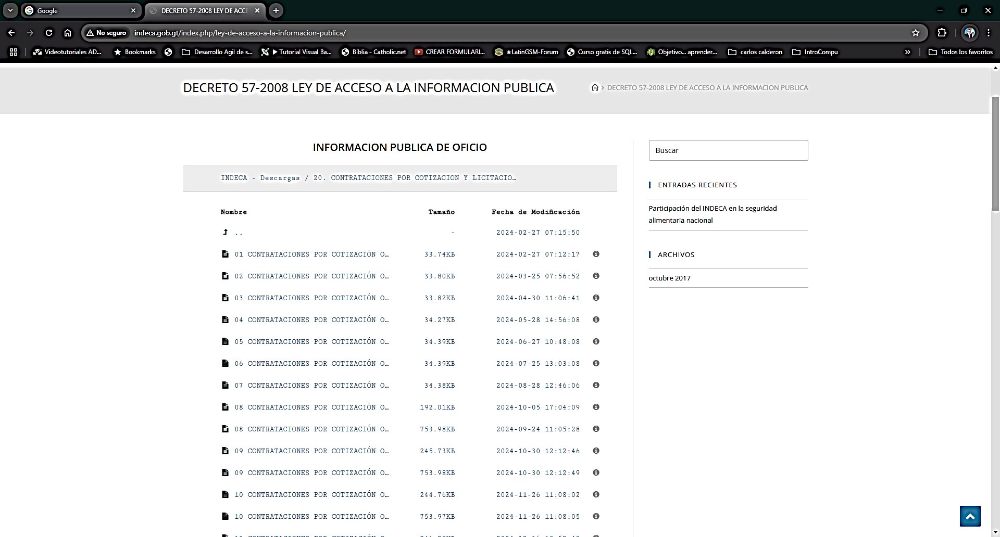 Google
DECRETO 57-2008 LEY DE ACCE
No seguro
indeca.gob.gt/index.php/ley-de-acceso-a-la-informacion-publica/
Videotutoriales AD...
Bookmarks
Desarrollo Agil de s...
Tutorial Visual Ba...
Biblia - Catholic.net
CREAR FORMULARI...
★LatinGSM-Forum
Curso gratis de SQL...
Objetivo... aprender...
carlos calderon
IntroCompu
»
Todos los favoritos
DECRETO 57-2008 LEY DE ACCESO A LA INFORMACION PUBLICA
> DECRETO 57-2008 LEY DE ACCESO A LA INFORMACION PUBLICA
INFORMACION PUBLICA DE OFICIO
INDECA - Descargas / 20. CONTRATACIONES POR COTIZACION Y LICITACIO…
Nombre Tamaño Fecha de Modificación
.. - 2024-02-27 07:15:50
01 CONTRATACIONES POR COTIZACIÓN O… 33.74KB 2024-02-27 07:12:17
02 CONTRATACIONES POR COTIZACIÓN O… 33.80KB 2024-03-25 07:56:52
03 CONTRATACIONES POR COTIZACIÓN O… 33.82KB 2024-04-30 11:06:41
04 CONTRATACIONES POR COTIZACIÓN O… 34.27KB 2024-05-28 14:56:08
05 CONTRATACIONES POR COTIZACIÓN O… 34.39KB 2024-06-27 10:48:08
06 CONTRATACIONES POR COTIZACIÓN O… 34.39KB 2024-07-25 13:03:08
07 CONTRATACIONES POR COTIZACIÓN O… 34.38KB 2024-08-28 12:46:06
08 CONTRATACIONES POR COTIZACIÓN O… 192.01KB 2024-10-05 17:04:09
08 CONTRATACIONES POR COTIZACIÓN O… 753.98KB 2024-09-24 11:05:28
09 CONTRATACIONES POR COTIZACIÓN O… 245.73KB 2024-10-30 12:12:46
09 CONTRATACIONES POR COTIZACIÓN O… 753.98KB 2024-10-30 12:12:49
10 CONTRATACIONES POR COTIZACIÓN O… 244.76KB 2024-11-26 11:08:02
10 CONTRATACIONES POR COTIZACIÓN O… 753.97KB 2024-11-26 11:08:05
Buscar
ENTRADAS RECIENTES
Participación del INDECA en la seguridad
alimentaria nacional
ARCHIVOS
octubre 2017